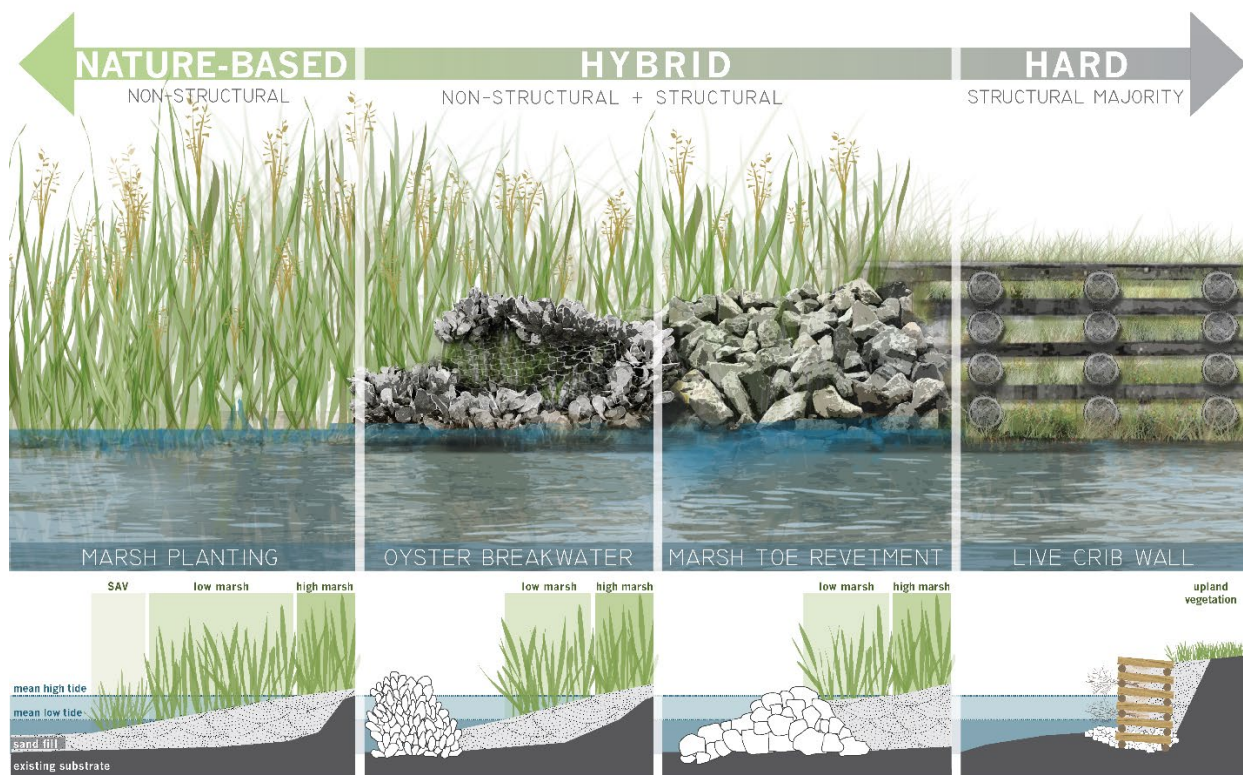 NATURE-BASED
HYBRID
HARD
NON-STRUCTURAL
NON-STRUCTURAL + STRUCTURAL
STRUCTURAL MAJORITY
MARSH PLANTING
OYSTER BREAKWATER
MARSH TOE REVETMENT
LIVE CRIB WALL
SAV
low marsh
high marsh
low marsh
high marsh
low marsh
high marsh
upland
vegetation
mean high tide
mean low tide
sand fill
existing substrate